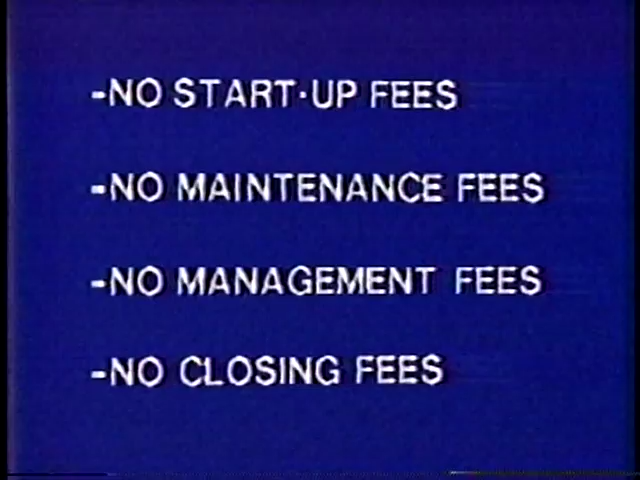 -NO START-UP FEES
-NO MAINTENANCE FEES
-NO MANAGEMENT FEES
-NO CLOSING FEES